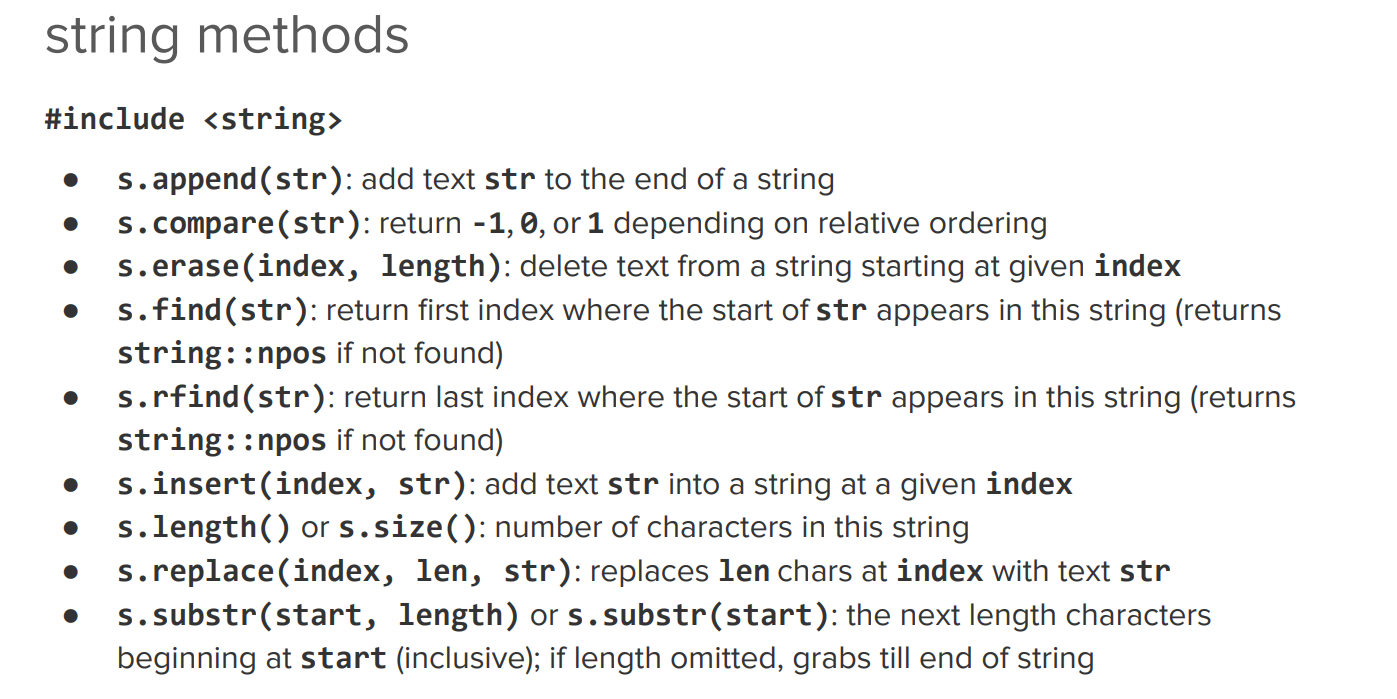 string methods
#include <string>
● s.append(str): add text str to the end of a string
● s.compare(str): return -1, 0, or 1 depending on relative ordering
● s.erase(index, length): delete text from a string starting at given index
● s.find(str): return first index where the start of str appears in this string (returns
string::npos if not found)
● s.rfind(str): return last index where the start of str appears in this string (returns
string::npos if not found)
● s.insert(index, str): add text str into a string at a given index
● s.length() or s.size(): number of characters in this string
● s.replace(index, len, str): replaces len chars at index with text str
● s.substr(start, length) or s.substr(start): the next length characters
beginning at start (inclusive); if length omitted, grabs till end of string